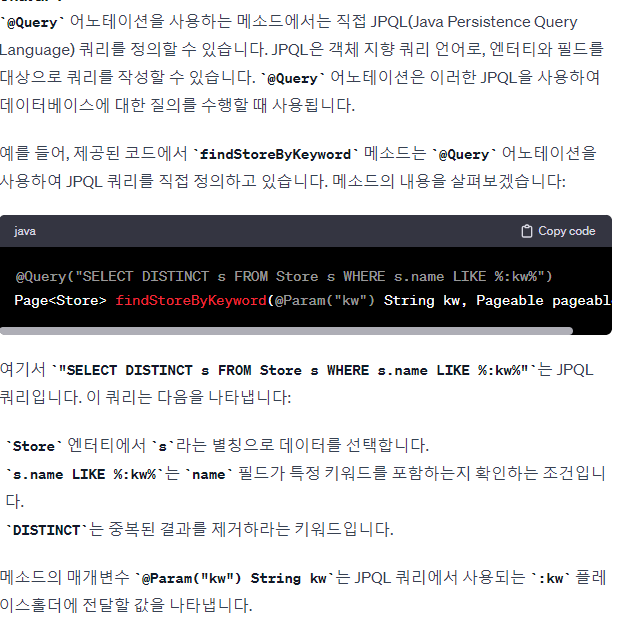 `@Query` 어노테이션을 사용하는 메소드에서는 직접 JPQL(Java Persistence Query
Language) 쿼리를 정의할 수 있습니다. JPQL은 객체 지향 쿼리 언어로, 엔터티와 필드를
대상으로 쿼리를 작성할 수 있습니다. `@Query` 어노테이션은 이러한 JPQL을 사용하여
데이터베이스에 대한 질의를 수행할 때 사용됩니다.
예를 들어, 제공된 코드에서 `findStoreByKeyword` 메소드는 `@Query` 어노테이션을
사용하여 JPQL 쿼리를 직접 정의하고 있습니다. 메소드의 내용을 살펴보겠습니다:
java
Copy code
@Query("SELECT DISTINCT s FROM Store s WHERE s.name LIKE %:kw%")
Page<Store> findStoreByKeyword(@Param("kw") String kw, Pageable pageabl
여기서 `"SELECT DISTINCT s FROM Store s WHERE s.name LIKE %:kw%"`는 JPQL
쿼리입니다. 이 쿼리는 다음을 나타냅니다:
`Store` 엔터티에서 `s`라는 별칭으로 데이터를 선택합니다.
`s.name LIKE %:kw%`는 `name` 필드가 특정 키워드를 포함하는지 확인하는 조건입니
다.
`DISTINCT`는 중복된 결과를 제거하라는 키워드입니다.
메소드의 매개변수 `@Param("kw") String kw`는 JPQL 쿼리에서 사용되는 `:kw` 플레
이스홀더에 전달할 값을 나타냅니다.